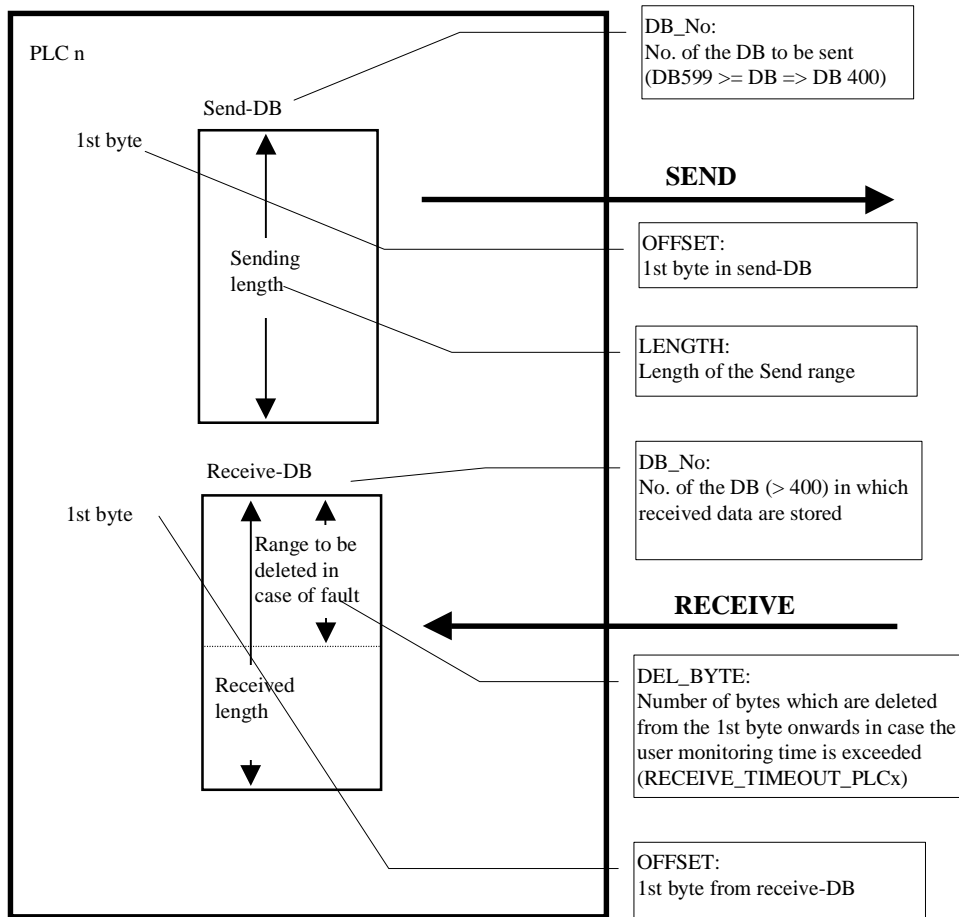 PLC n
DB_No:
No. of the DB to be sent
(DB599 >= DB => DB 400)
Send-DB
1st byte
SEND
Sending
length
OFFSET:
1st byte in send-DB
LENGTH:
Length of the Send range
Receive-DB
DB_No:
No. of the DB (> 400) in which
received data are stored
1st byte
Range to be
deleted in
case of fault
RECEIVE
Received
length
DEL_BYTE:
Number of bytes which are deleted
from the 1st byte onwards in case the
user monitoring time is exceeded
(RECEIVE_TIMEOUT_PLCx)
OFFSET:
1st byte from receive-DB